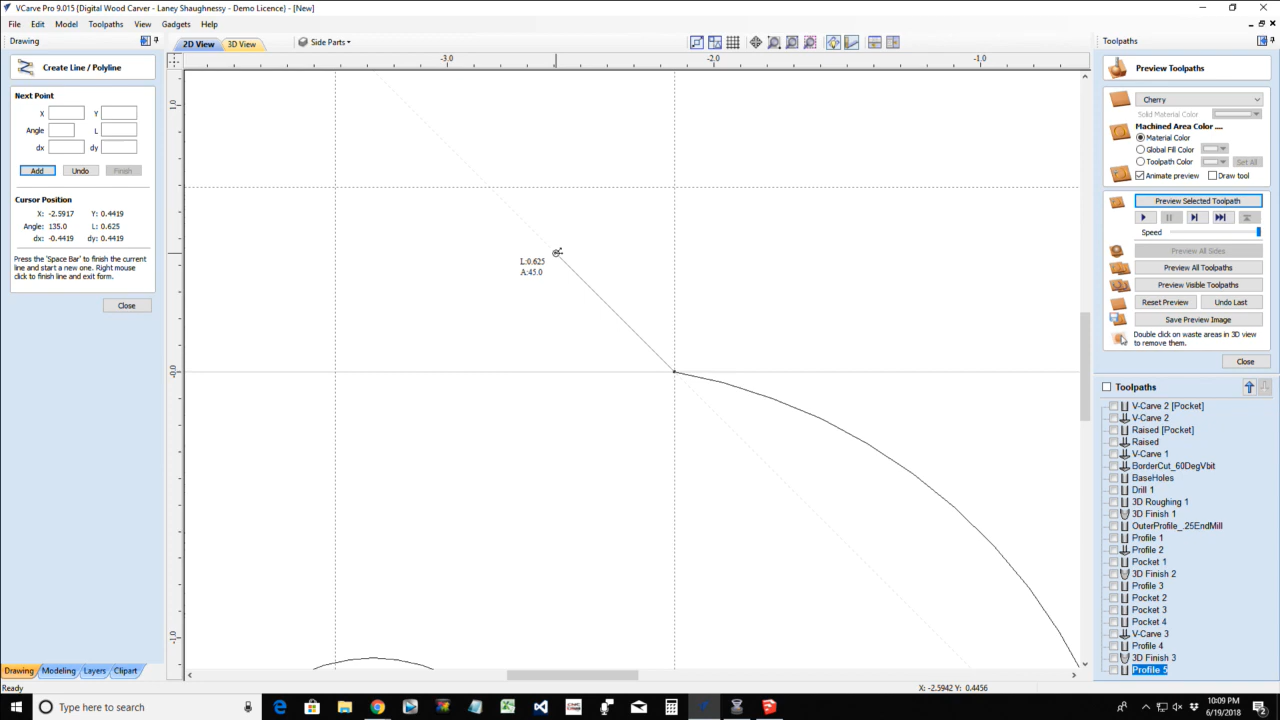 VCarve Pro 9.015 {Digital Wood Carver - Laney Shaughnessy - Demo Licence} - [New]
File Edit Model Toolpaths View Gadgets Help
Drawing
2D View 3D View Side Parts
Toolpaths
Create Line / Polyline
Next Point
X Y
Angle L
dx dy
Add Undo Finish
Cursor Position
X: -2.5917 Y: 0.4419
Angle: 135.0 L: 0.625
dx: -0.4419 dy: 0.4419
Press the 'Space Bar' to finish the current
line and start a new one. Right mouse
click to finish line and exit form.
Close
-3.0 -2.0 -1.0
1.0
-0.0
-1.0
L:0.625
A:45.0
Preview Toolpaths
Cherry
Solid Material Color
Machined Area Color ....
Material Color
Global Fill Color
Toolpath Color Set All
Animate preview Draw tool
Preview Selected Toolpath
Speed
Preview All Sides
Preview All Toolpaths
Preview Visible Toolpaths
Reset Preview Undo Last
Save Preview Image
Double click on waste areas in 3D view
to remove them.
Close
Toolpaths
V-Carve 2 [Pocket]
V-Carve 2
Raised [Pocket]
Raised
V-Carve 1
BorderCut_60DegVbit
BaseHoles
Drill 1
3D Roughing 1
3D Finish 1
OuterProfile_.25EndMill
Profile 1
Profile 2
Pocket 1
3D Finish 2
Profile 3
Pocket 2
Pocket 3
Pocket 4
V-Carve 3
Profile 4
3D Finish 3
Profile 5
Drawing Modeling Layers Clipart
Ready
X: -2.5942 Y: 0.4456
Type here to search
10:09 PM
6/19/2018
2